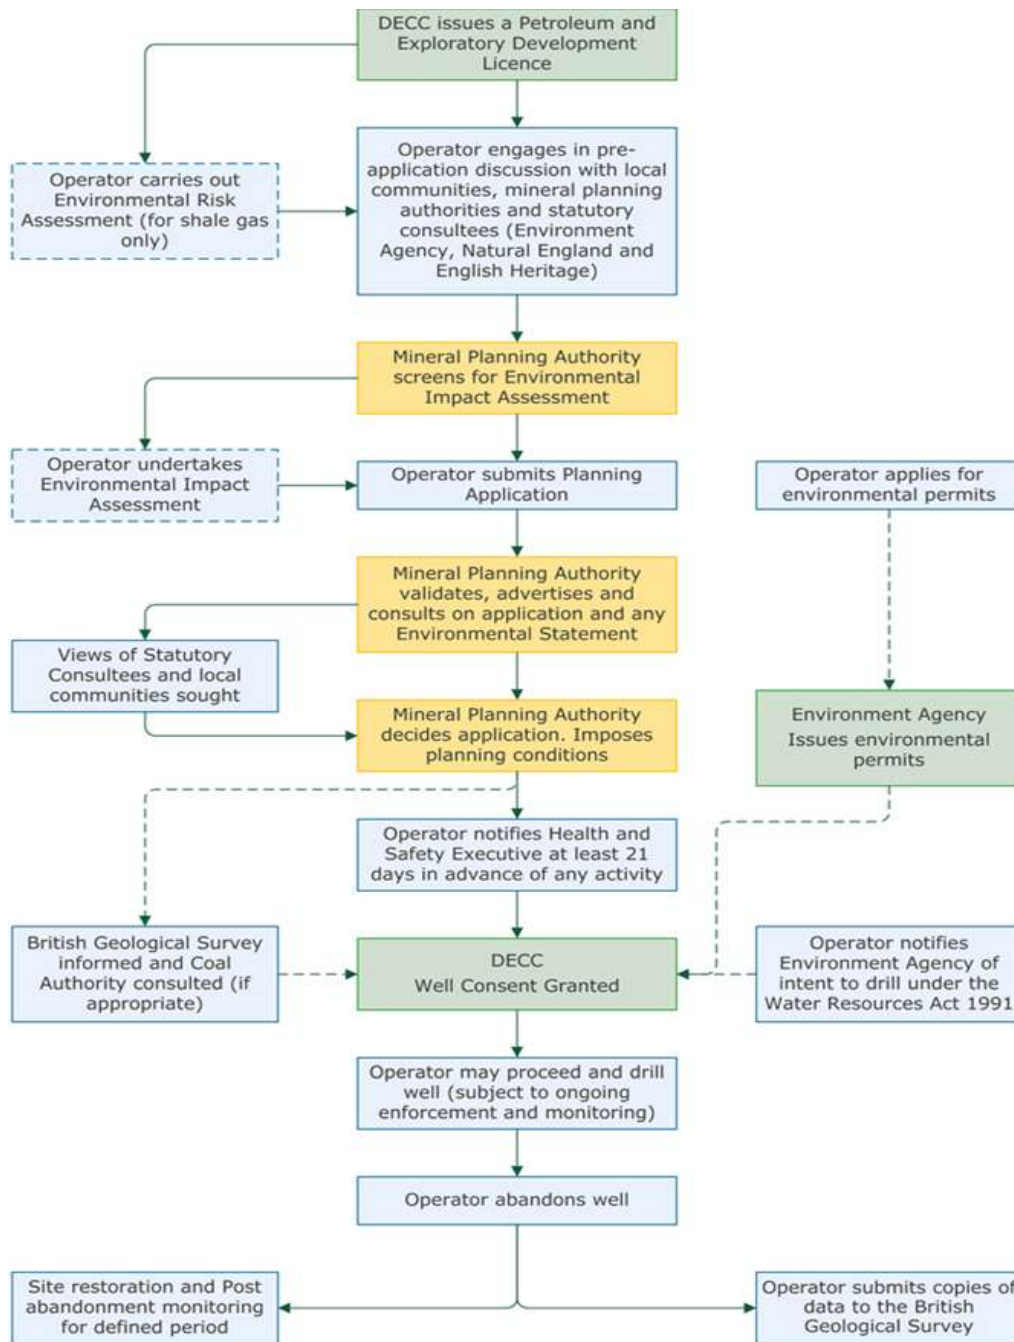 DECC issues a Petroleum and
Exploratory Development
Licence
Operator carries out
Environmental Risk
Assessment (for shale gas
only)
Operator engages in pre-
application discussion with local
communities, mineral planning
authorities and statutory
consultees (Environment
Agency, Natural England and
English Heritage)
Mineral Planning Authority
screens for Environmental
Impact Assessment
Operator undertakes
Environmental Impact
Assessment
Operator submits Planning
Application
Operator applies for
environmental permits
Mineral Planning Authority
validates, advertises and
consults on application and any
Environmental Statement
Views of Statutory
Consultees and local
communities sought
Mineral Planning Authority
decides application. Imposes
planning conditions
Environment Agency
Issues environmental
permits
Operator notifies Health and
Safety Executive at least 21
days in advance of any activity
British Geological Survey
informed and Coal
Authority consulted (if
appropriate)
DECC
Well Consent Granted
Operator notifies
Environment Agency of
intent to drill under the
Water Resources Act 1991
Operator may proceed and drill
well (subject to ongoing
enforcement and monitoring)
Operator abandons well
Site restoration and Post
abandonment monitoring
for defined period
Operator submits copies of
data to the British
Geological Survey